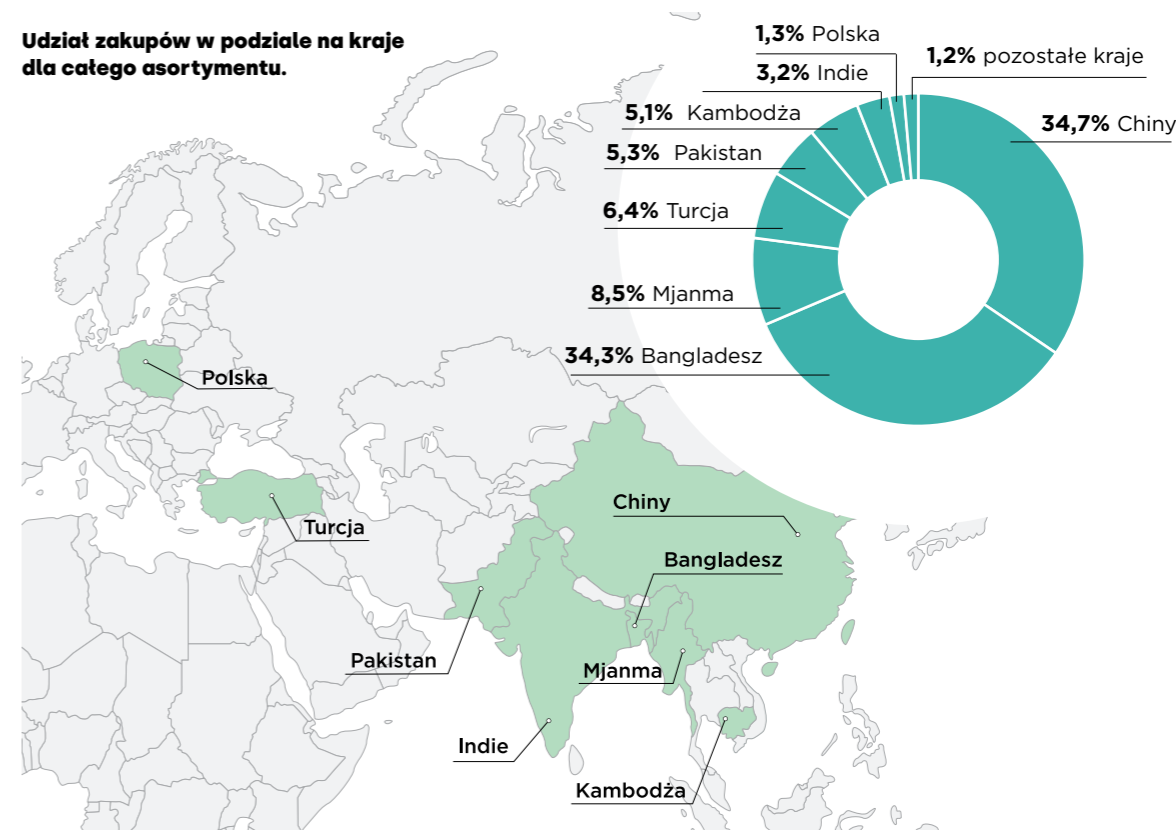 Udział zakupów w podziale na kraje
dla całego asortymentu.
1,3% Polska
1,2% pozostałe kraje
3,2% Indie
5,1% Kambodża
34,7% Chiny
5,3% Pakistan
6,4% Turcja
8,5% Mjanma
34,3% Bangladesz
Polska
Chiny
Turcja
Bangladesz
Pakistan
Mjanma
Indie
Kambodża